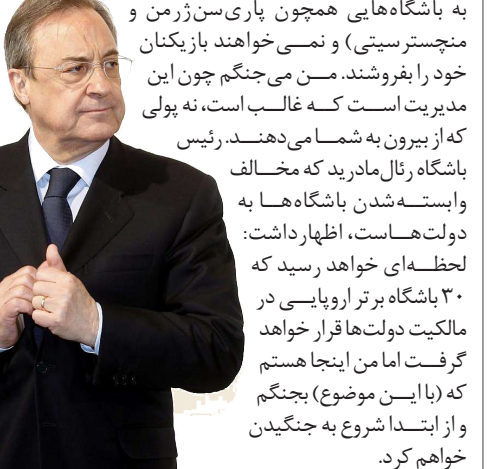 به باشگاه‌هایی همچون پاری‌سن‌ژرمن و
منچسترسیتی) و نمی‌خواهند بازیکنان
خود را بفروشند. من می‌جنگم چون این
مدیریت است که غالب است، نه پولی
که از بیرون به شما می‌دهند. رئیس
باشگاه رئال‌مادرید که مخالف
وابسته‌شدن باشگاه‌ها به
دولت‌هاست، اظهار داشت:
لحظه‌ای خواهد رسید که
۳۰ باشگاه برتر اروپایی در
مالکیت دولت‌ها قرار خواهد
گرفت اما من اینجا هستم
که (با این موضوع) بجنگم
و از ابتدا شروع به جنگیدن
خواهم کرد.